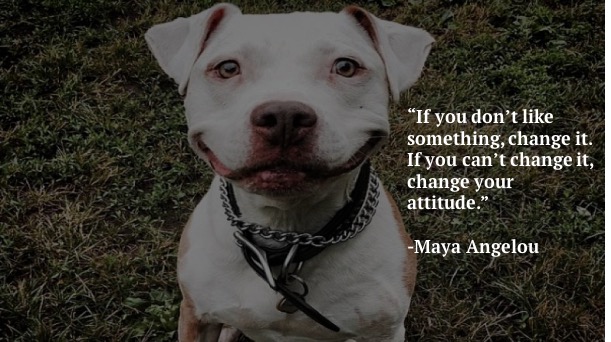 “If you don’t like
something, change it.
If you can’t change it,
change your
attitude.”
-Maya Angelou